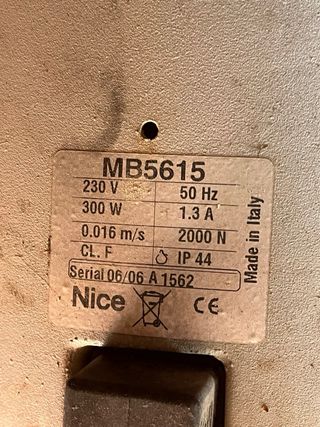 MB5615
230 V 50 Hz
300 W 1.3 A
0.016 m/s 2000 N
CL. F IP 44
Serial 06/06 A 1562
Nice CE
Made in Italy